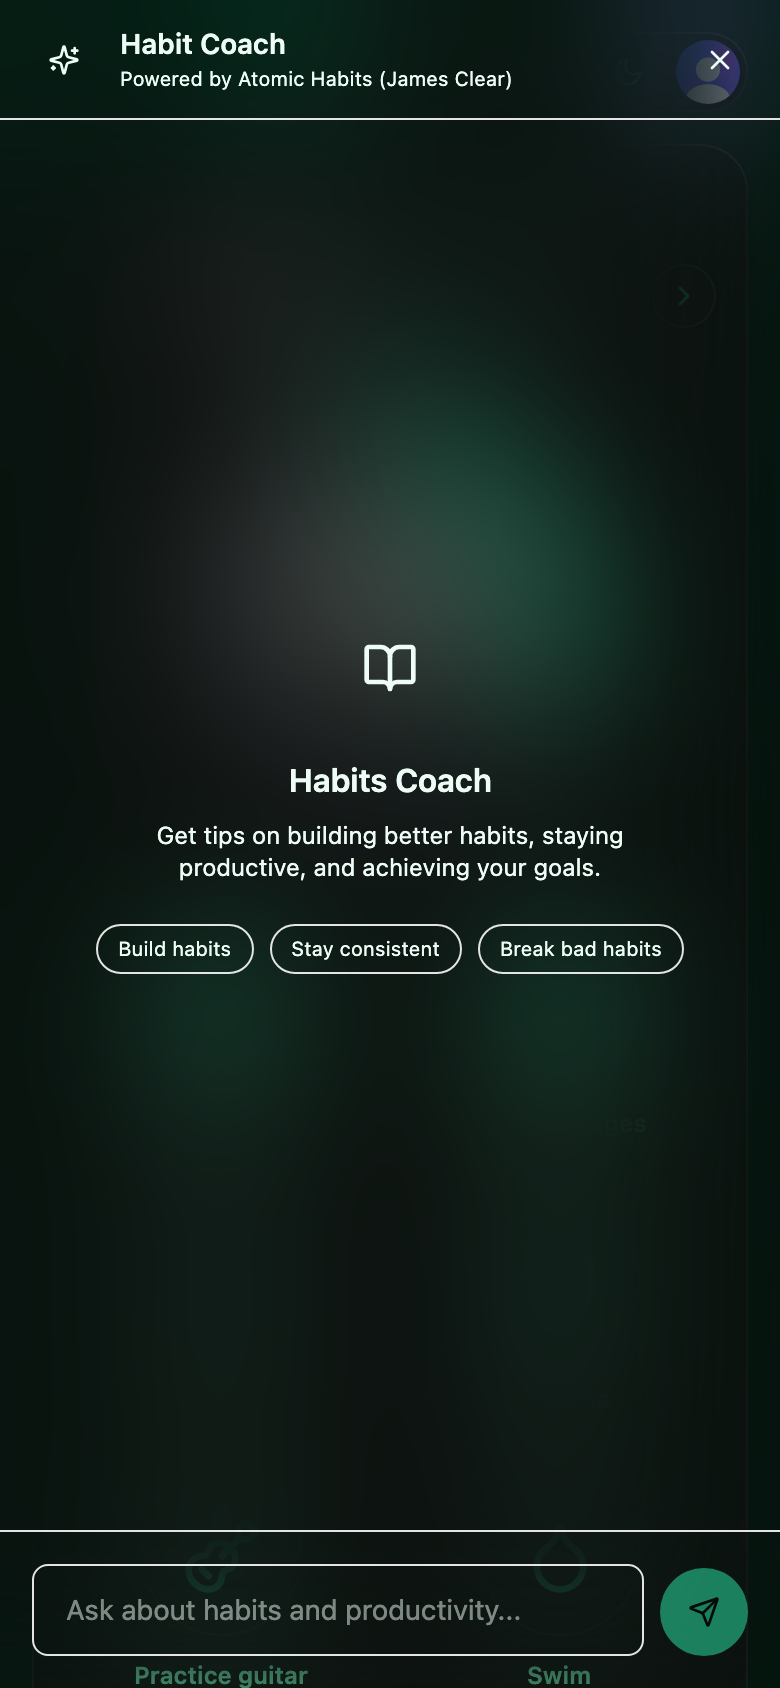 Habit Coach
Powered by Atomic Habits (James Clear)
Habits Coach
Get tips on building better habits, staying
productive, and achieving your goals.
Build habits
Stay consistent
Break bad habits
Ask about habits and productivity...
Practice guitar
Swim